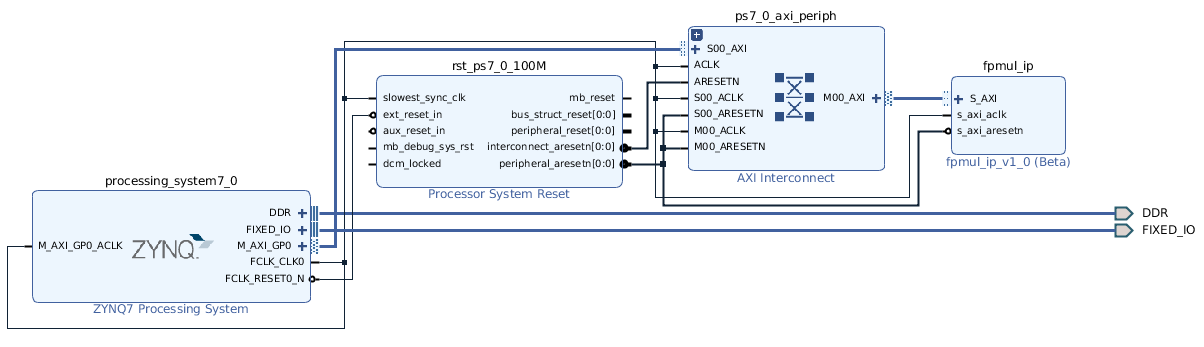 ps7_0_axi_periph
S00_AXI
ACLK
ARESETN
S00_ACLK
S00_ARESETN
M00_ACLK
M00_ARESETN
M00_AXI
AXI Interconnect
rst_ps7_0_100M
slowest_sync_clk
ext_reset_in
aux_reset_in
mb_debug_sys_rst
dcm_locked
mb_reset
bus_struct_reset[0:0]
peripheral_reset[0:0]
interconnect_aresetn[0:0]
peripheral_aresetn[0:0]
Processor System Reset
fpmul_ip
S_AXI
s_axi_aclk
s_axi_aresetn
fpmul_ip_v1_0 (Beta)
processing_system7_0
M_AXI_GP0_ACLK
ZYNQ
DDR
FIXED_IO
M_AXI_GP0
FCLK_CLK0
FCLK_RESET0_N
ZYNQ7 Processing System
DDR
FIXED_IO